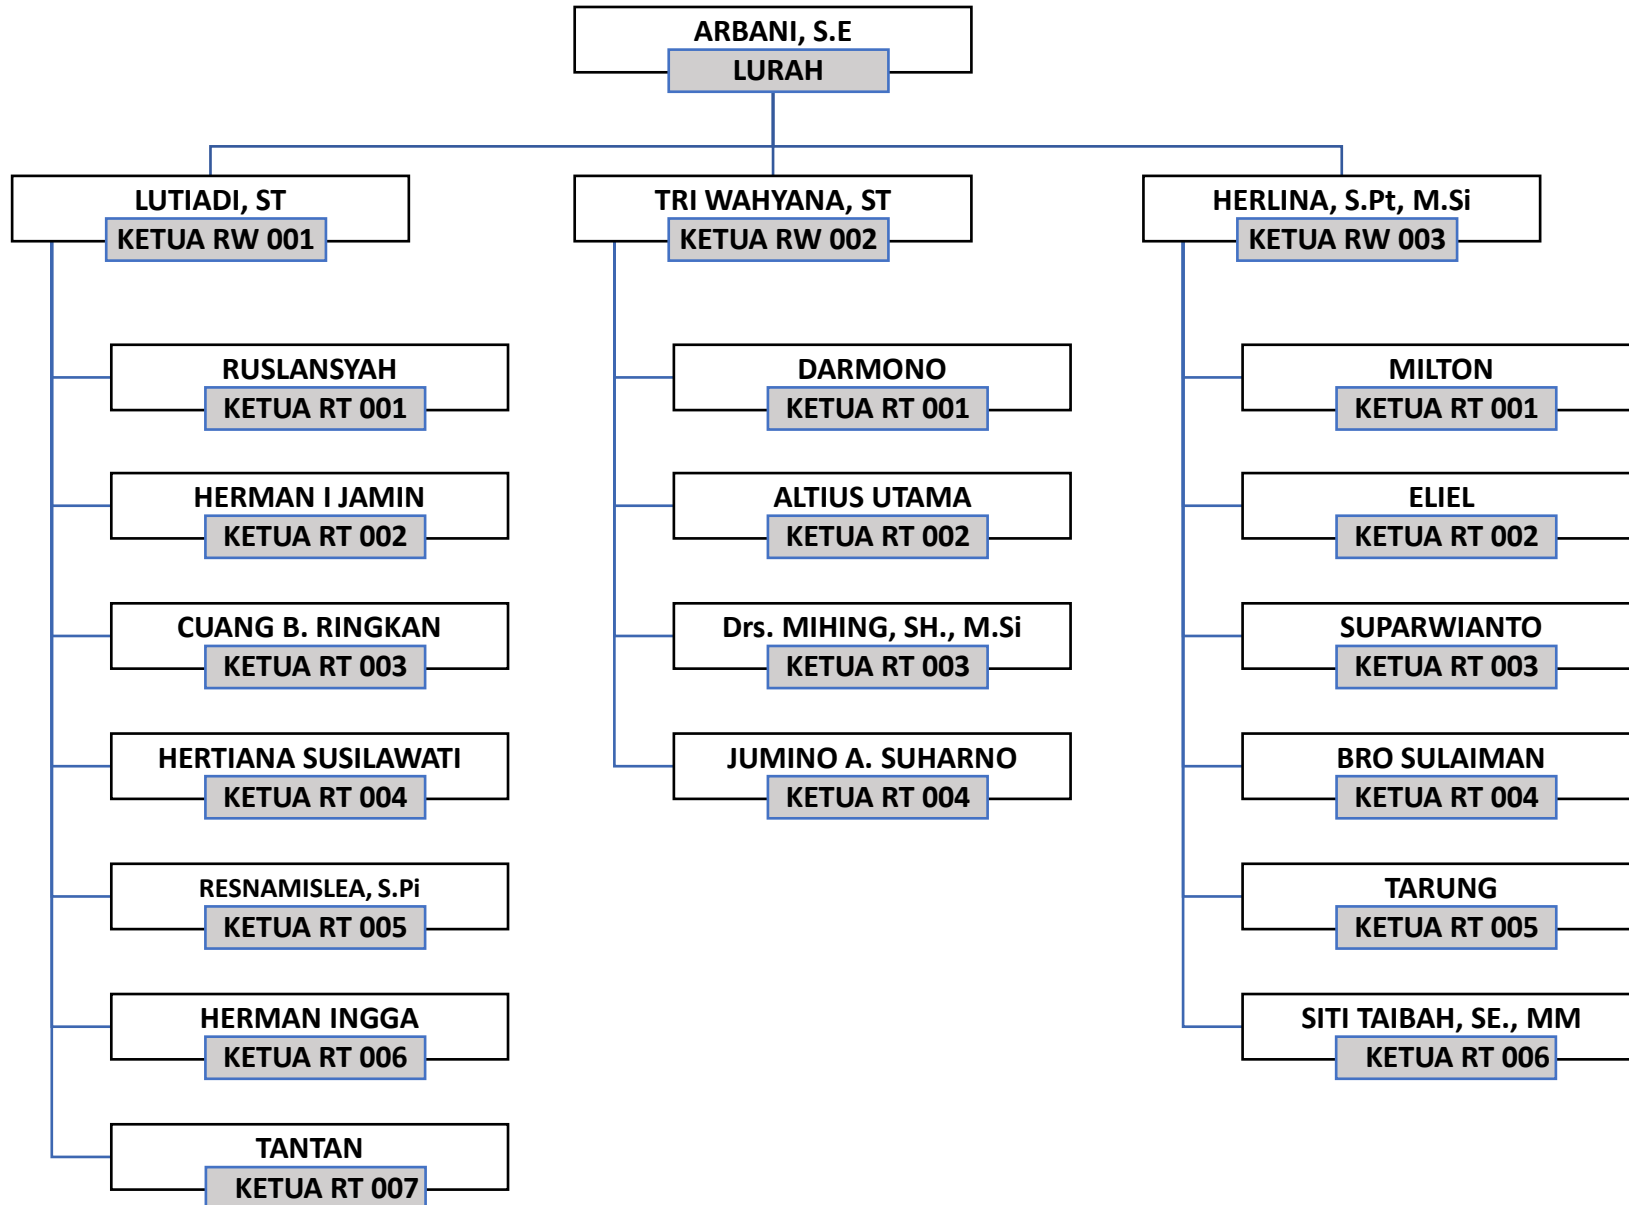 ARBANI, S.E
LURAH
LUTIADI, ST
KETUA RW 001
RUSLANSYAH
KETUA RT 001
HERMAN I JAMIN
KETUA RT 002
CUANG B. RINGKAN
KETUA RT 003
HERTIANA SUSILAWATI
KETUA RT 004
RESNAMISLEA, S.Pi
KETUA RT 005
HERMAN INGGA
KETUA RT 006
TANTAN
KETUA RT 007
TRI WAHYANA, ST
KETUA RW 002
DARMONO
KETUA RT 001
ALTIUS UTAMA
KETUA RT 002
Drs. MIHING, SH., M.Si
KETUA RT 003
JUMINO A. SUHARNO
KETUA RT 004
HERLINA, S.Pt, M.Si
KETUA RW 003
MILTON
KETUA RT 001
ELIEL
KETUA RT 002
SUPARWIANTO
KETUA RT 003
BRO SULAIMAN
KETUA RT 004
TARUNG
KETUA RT 005
SITI TAIBAH, SE., MM
KETUA RT 006